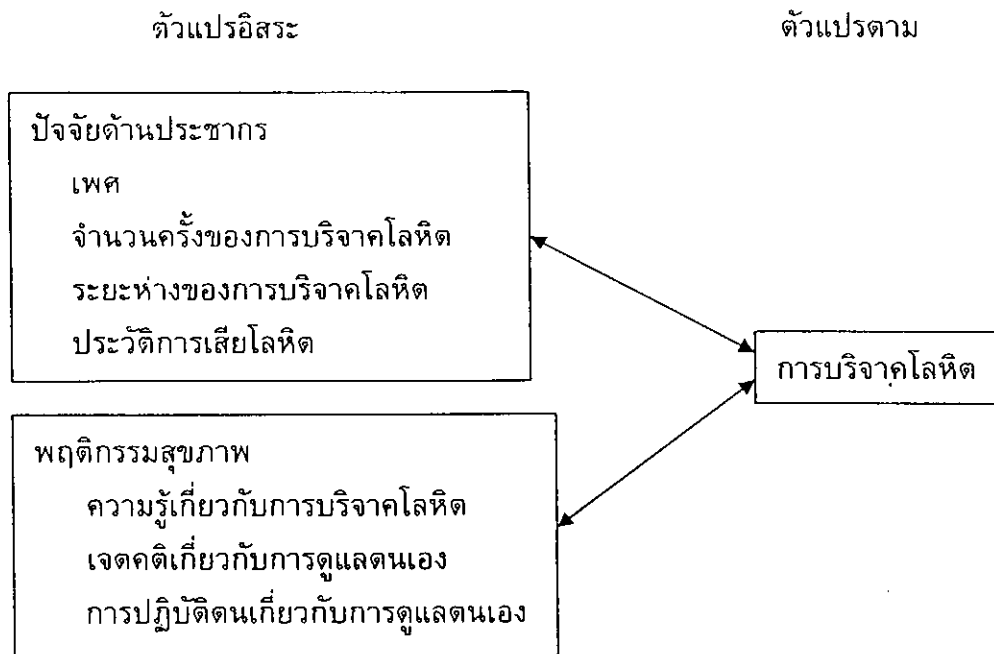 ตัวแปรอิสระ
ตัวแปรตาม
ปัจจัยด้านประชากร
เพศ
จำนวนครั้งของการบริจาคโลหิต
ระยะห่างของการบริจาคโลหิต
ประวัติการเสียโลหิต
การบริจาคโลหิต
พฤติกรรมสุขภาพ
ความรู้เกี่ยวกับการบริจาคโลหิต
เจตคติเกี่ยวกับการดูแลตนเอง
การปฏิบัติตนเกี่ยวกับการดูแลตนเอง